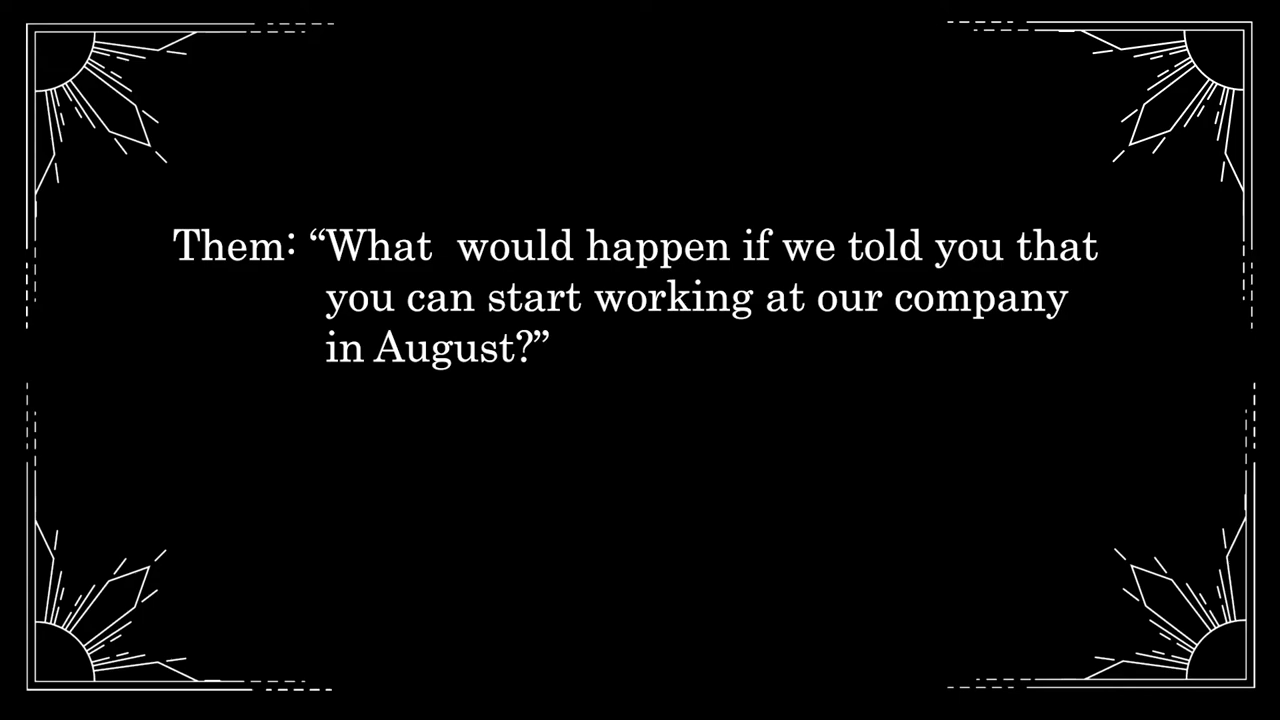 Them: “What  would happen if we told you that
you can start working at our company
in August?”